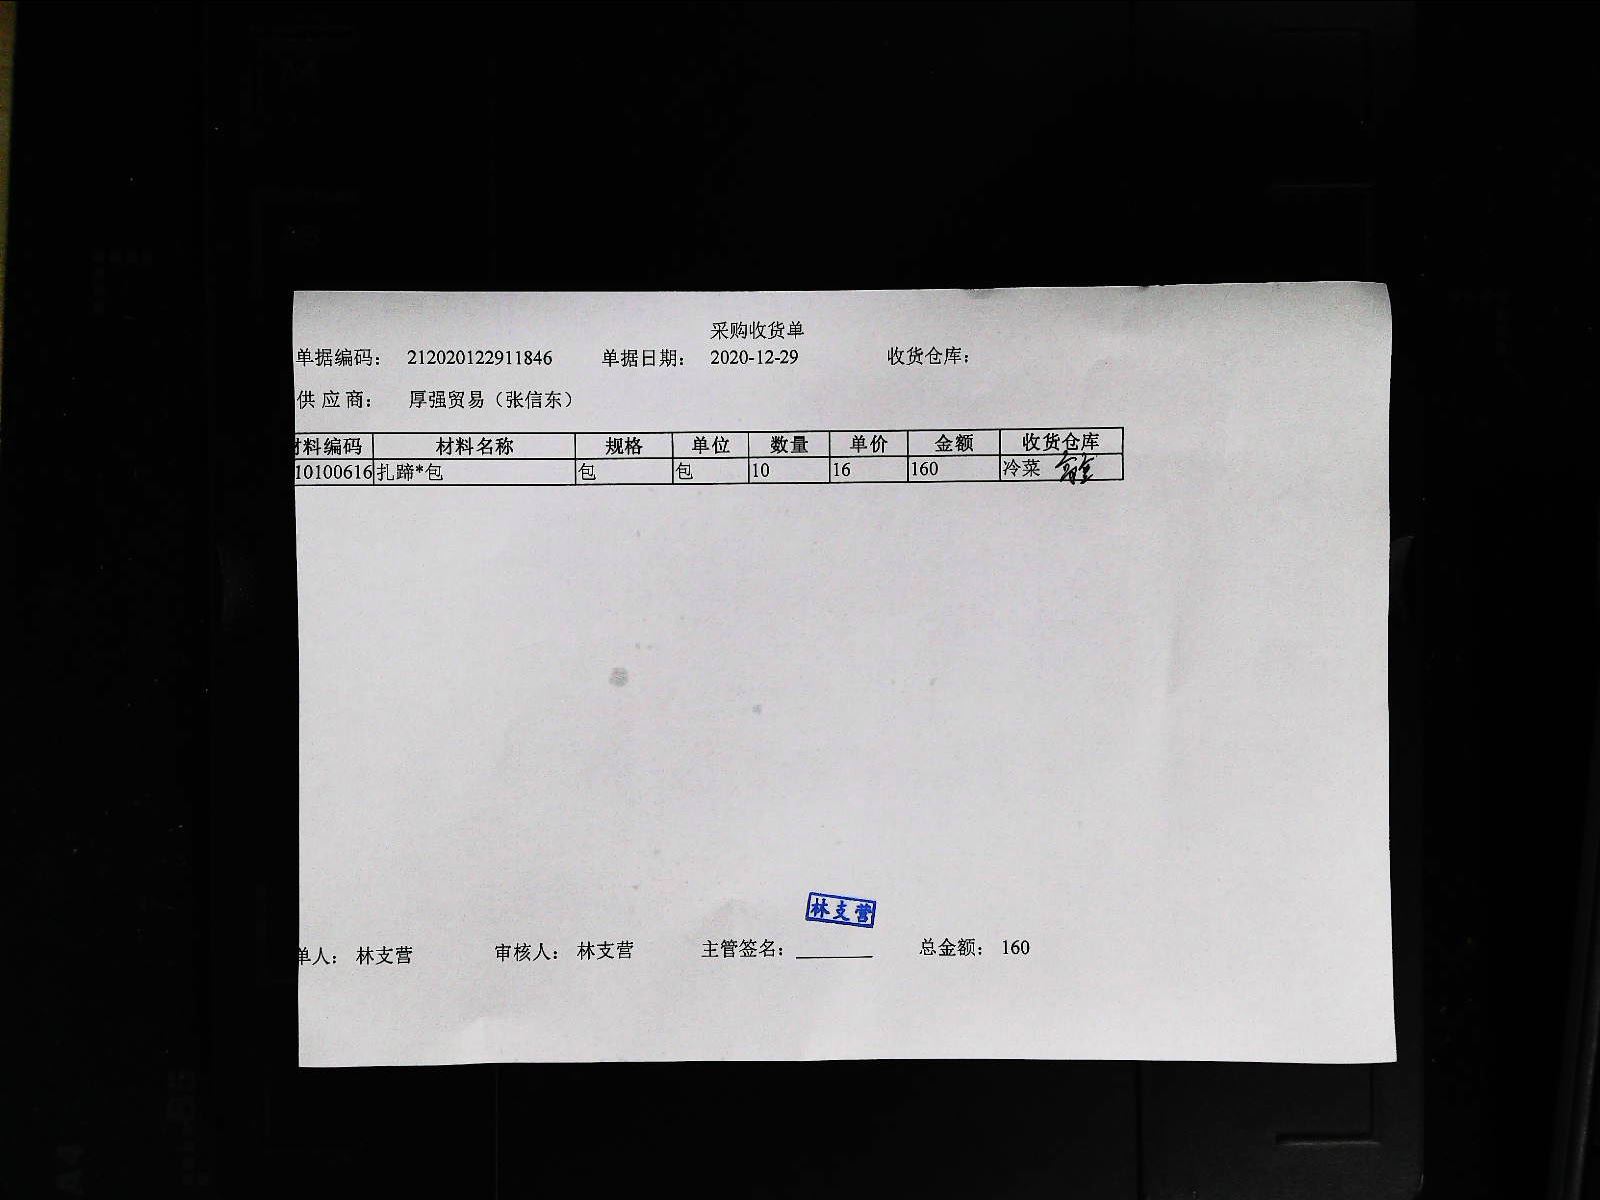 采购收货单
单据编码： 212020122911846 单据日期： 2020-12-29 收货仓库：
供应商： 厚强贸易（张信东）
材料编码 材料名称 规格 单位 数量 单价 金额 收货仓库
10100616 扎蹄*包 包 包 10 16 160 冷菜
林支营
单人： 林支营 审核人： 林支营 主管签名： 总金额： 160